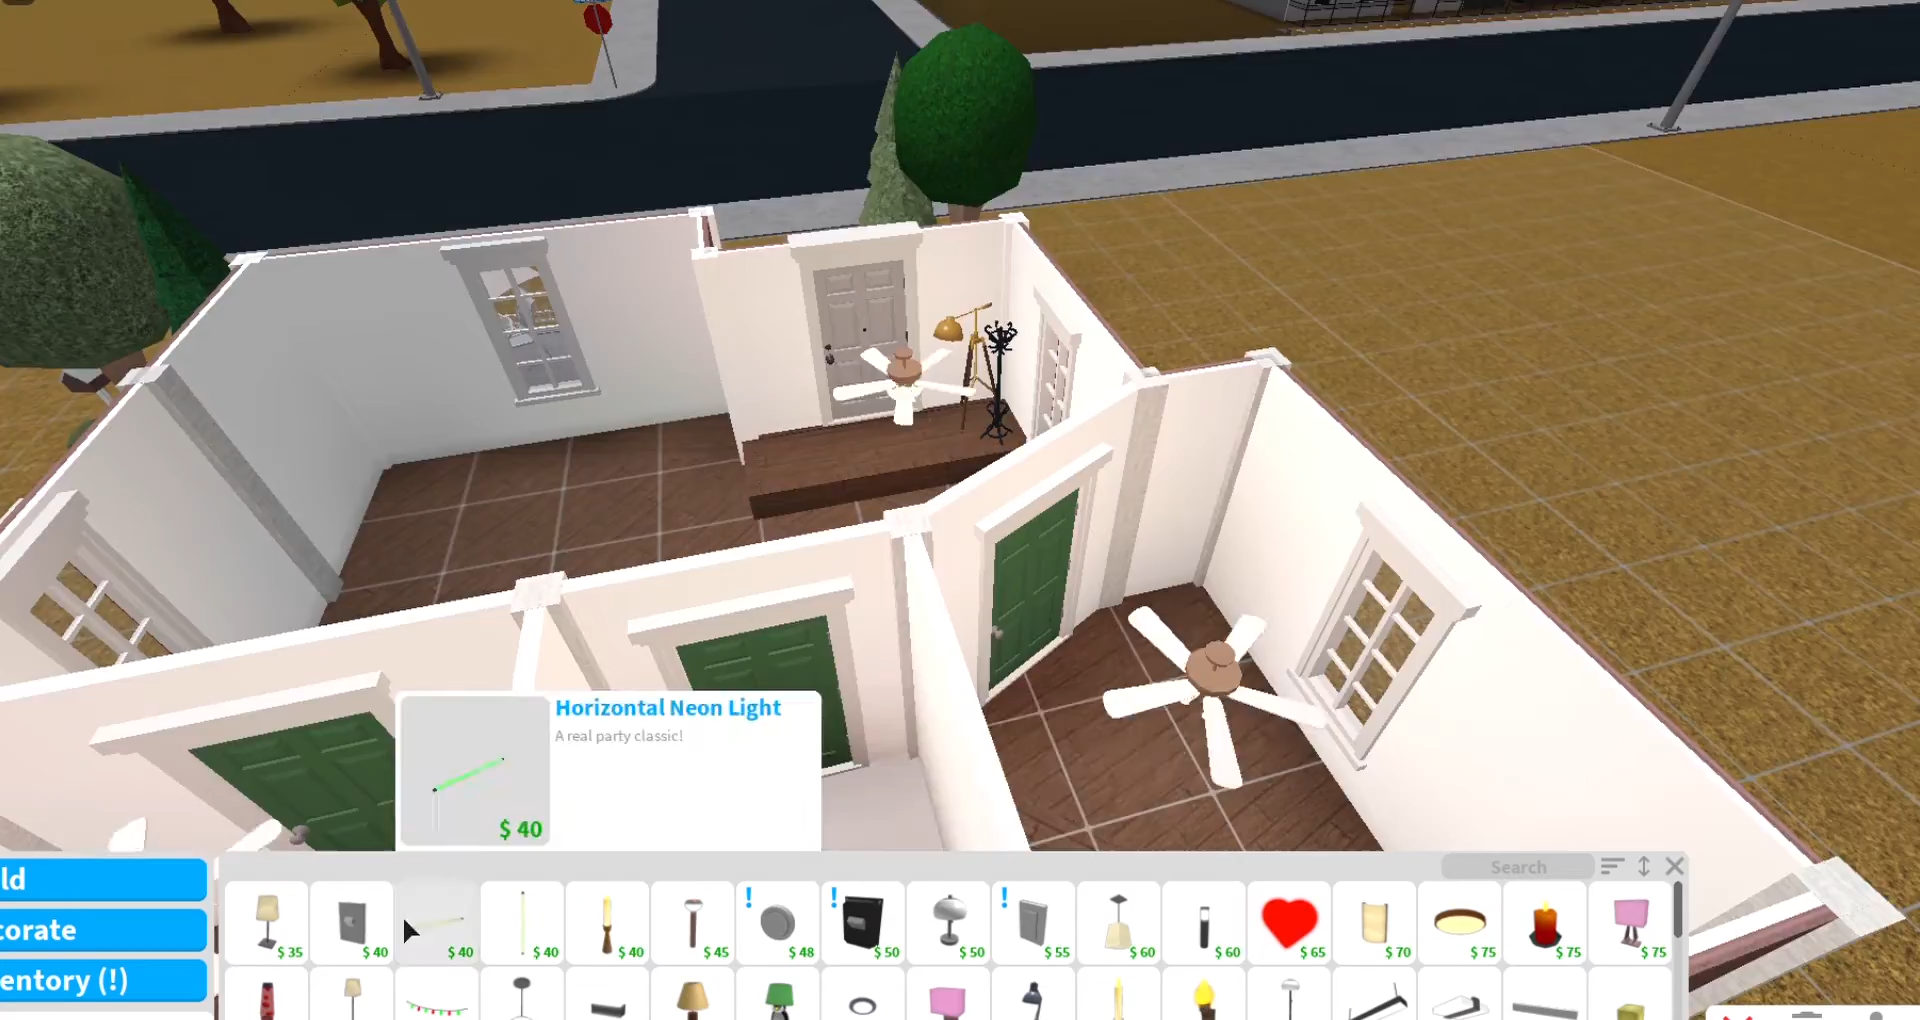 Horizontal Neon Light
A real party classic!
$ 40
ld
Search
corate
entory (!)
$ 35
$ 40
$ 40
$ 40
$ 40
$ 45
! $ 48
! $ 50
$ 50
! $ 55
$ 60
$ 60
$ 65
$ 70
$ 75
$ 75
$ 75